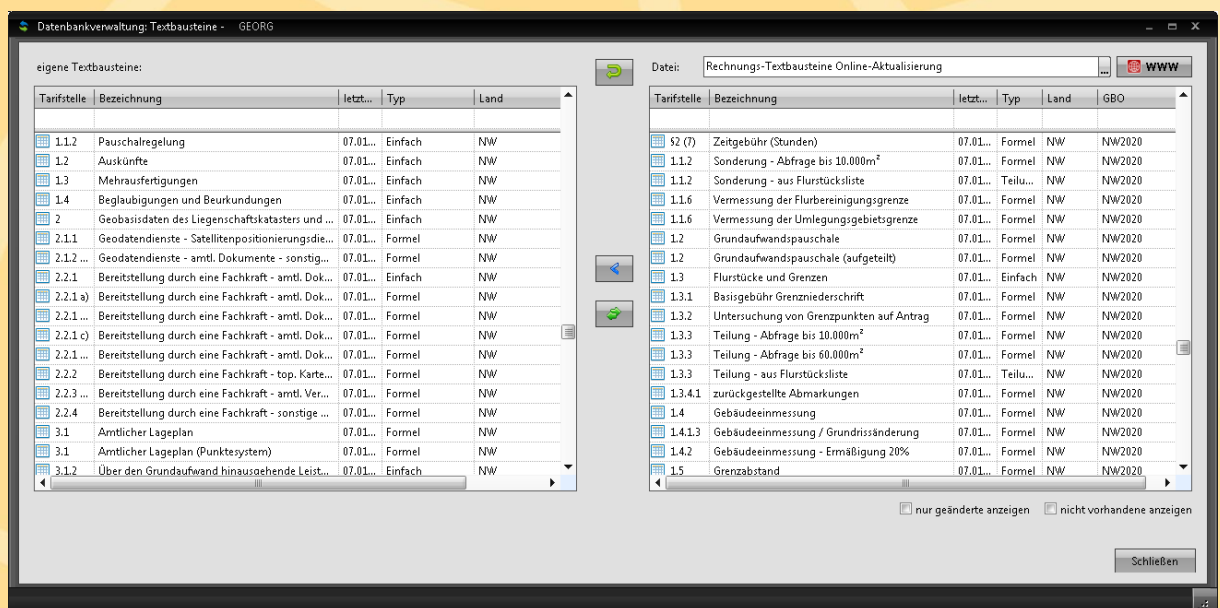 Datenbankverwaltung: Textbausteine - GEORG
eigene Textbausteine:
Tarifstelle Bezeichnung letzt... Typ Land
1.1.2 Pauschalregelung 07.01... Einfach NW
1.2 Auskünfte 07.01... Einfach NW
1.3 Mehrausfertigungen 07.01... Einfach NW
1.4 Beglaubigungen und Beurkundungen 07.01... Einfach NW
2 Geobasisdaten des Liegenschaftskatasters und ... 07.01... Einfach NW
2.1.1 Geodatendienste - Satellitenpositionierungsdie... 07.01... Formel NW
2.1.2 ... Geodatendienste - amtl. Dokumente - sonstig... 07.01... Formel NW
2.2.1 Bereitstellung durch eine Fachkraft - amtl. Dok... 07.01... Einfach NW
2.2.1 a) Bereitstellung durch eine Fachkraft - amtl. Dok... 07.01... Formel NW
2.2.1 ... Bereitstellung durch eine Fachkraft - amtl. Dok... 07.01... Formel NW
2.2.1 c) Bereitstellung durch eine Fachkraft - amtl. Dok... 07.01... Formel NW
2.2.1 ... Bereitstellung durch eine Fachkraft - amtl. Dok... 07.01... Formel NW
2.2.2 Bereitstellung durch eine Fachkraft - top. Karte... 07.01... Formel NW
2.2.3 ... Bereitstellung durch eine Fachkraft - amtl. Ver... 07.01... Formel NW
2.2.4 Bereitstellung durch eine Fachkraft - sonstige ... 07.01... Formel NW
3.1 Amtlicher Lageplan 07.01... Formel NW
3.1 Amtlicher Lageplan (Punktesystem) 07.01... Formel NW
3.1.2 Über den Grundaufwand hinausgehende Leist... 07.01... Einfach NW
Datei: Rechnungs-Textbausteine Online-Aktualisierung ... WWW
Tarifstelle Bezeichnung letzt... Typ Land GBO
§2 (7) Zeitgebühr (Stunden) 07.01... Formel NW NW2020
1.1.2 Sonderung - Abfrage bis 10.000m² 07.01... Formel NW NW2020
1.1.2 Sonderung - aus Flurstücksliste 07.01... Teilu... NW NW2020
1.1.6 Vermessung der Flurbereinigungsgrenze 07.01... Formel NW NW2020
1.1.6 Vermessung der Umlegungsgebietsgrenze 07.01... Formel NW NW2020
1.2 Grundaufwandspauschale 07.01... Formel NW NW2020
1.2 Grundaufwandspauschale (aufgeteilt) 07.01... Formel NW NW2020
1.3 Flurstücke und Grenzen 07.01... Einfach NW NW2020
1.3.1 Basisgebühr Grenzniederschrift 07.01... Formel NW NW2020
1.3.2 Untersuchung von Grenzpunkten auf Antrag 07.01... Formel NW NW2020
1.3.3 Teilung - Abfrage bis 10.000m² 07.01... Formel NW NW2020
1.3.3 Teilung - Abfrage bis 60.000m² 07.01... Formel NW NW2020
1.3.3 Teilung - aus Flurstücksliste 07.01... Teilu... NW NW2020
1.3.4.1 zurückgestellte Abmarkungen 07.01... Formel NW NW2020
1.4 Gebäudeeinmessung 07.01... Formel NW NW2020
1.4.1.3 Gebäudeeinmessung / Grundrissänderung 07.01... Formel NW NW2020
1.4.2 Gebäudeeinmessung - Ermäßigung 20% 07.01... Formel NW NW2020
1.5 Grenzabstand 07.01... Formel NW NW2020
nur geänderte anzeigen nicht vorhandene anzeigen
Schließen